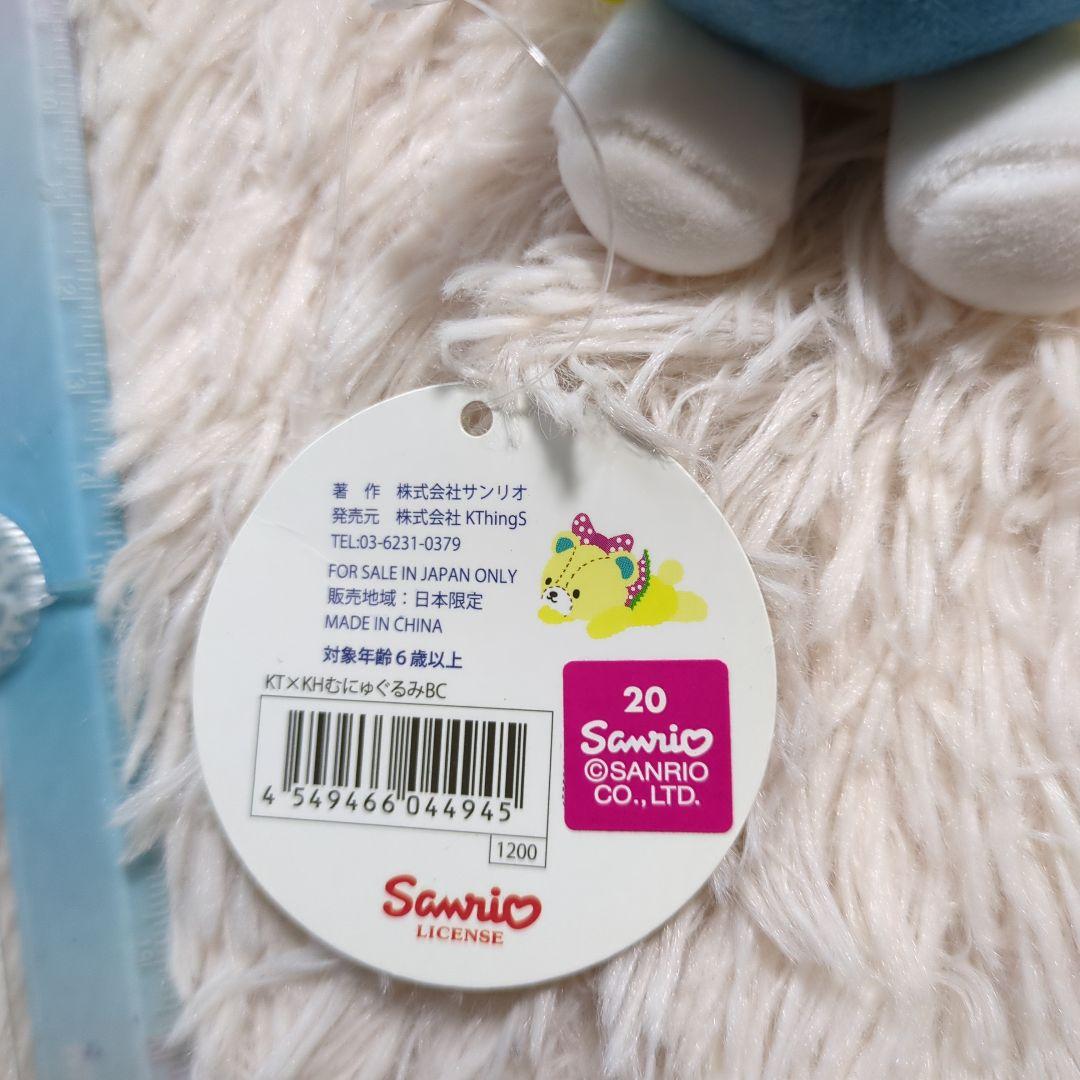 著　作　株式会社サンリオ
発売元　株式会社 KThingS
TEL:03-6231-0379
FOR SALE IN JAPAN ONLY
販売地域：日本限定
MADE IN CHINA
対象年齢６歳以上
KT×KHむにゅぐるみBC
4 549466 044945
1200
20
Sanrio
©SANRIO
CO.,LTD.
Sanrio
LICENSE